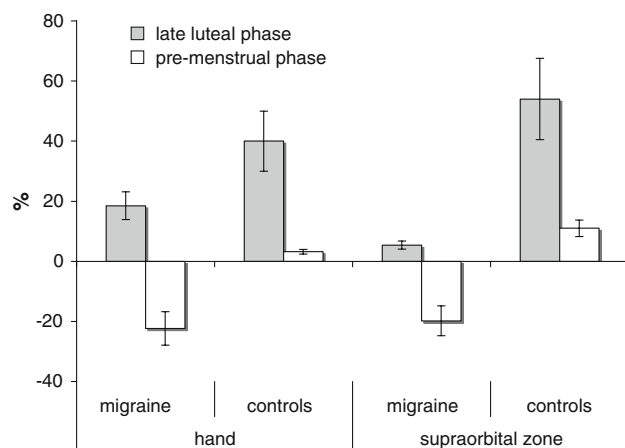 80
late luteal phase
pre-menstrual phase
60
40
%
20
0
-20
-40
migraine controls migraine controls
hand supraorbital zone